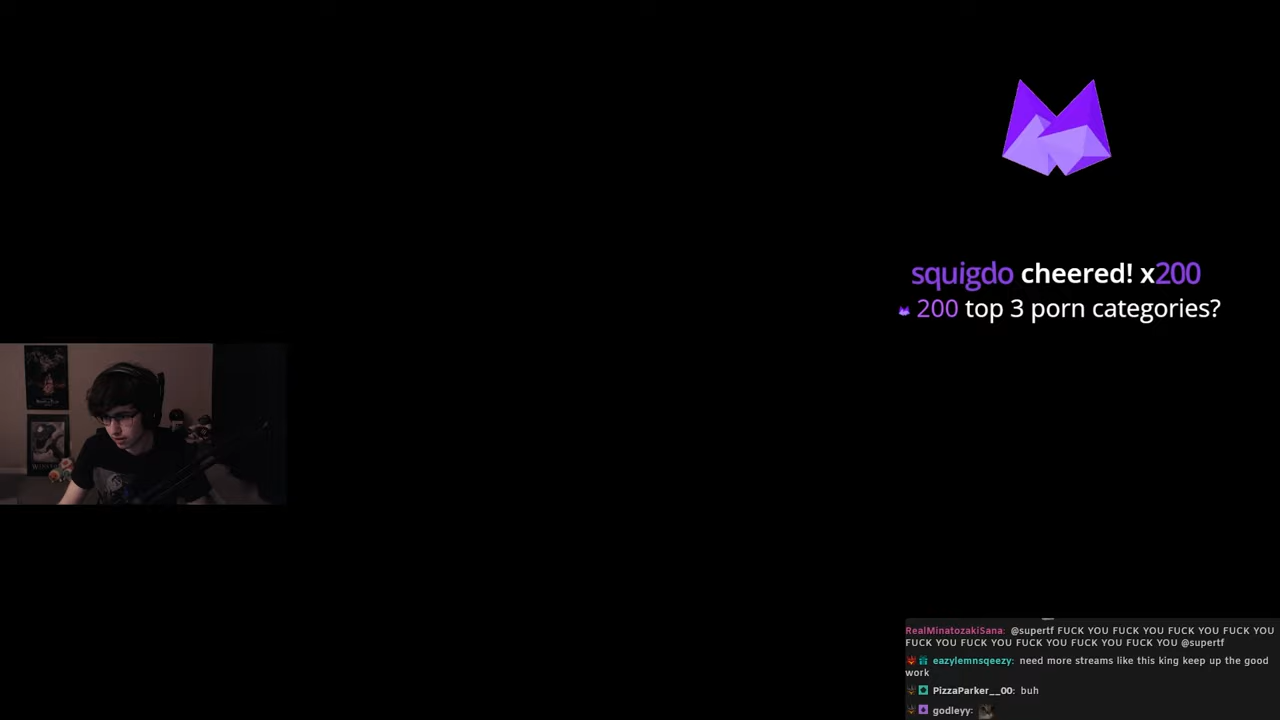 squigdo cheered! x200
200 top 3 porn categories?
RealMinatozakiSana: @supertf FUCK YOU FUCK YOU FUCK YOU FUCK YOU
FUCK YOU FUCK YOU FUCK YOU FUCK YOU FUCK YOU @supertf
eazylemnsqeezy: need more streams like this king keep up the good
work
PizzaParker__00: buh
godleyy: